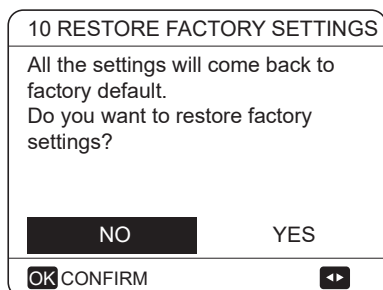 10 RESTORE FACTORY SETTINGS
All the settings will come back to
factory default.
Do you want to restore factory
settings?
NO YES
OK CONFIRM